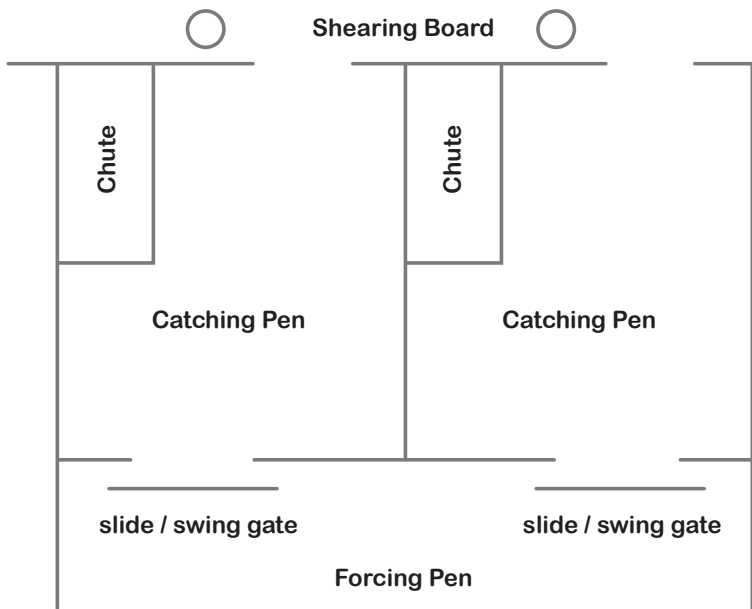 Shearing Board
Chute
Chute
Catching Pen
Catching Pen
slide / swing gate
slide / swing gate
Forcing Pen